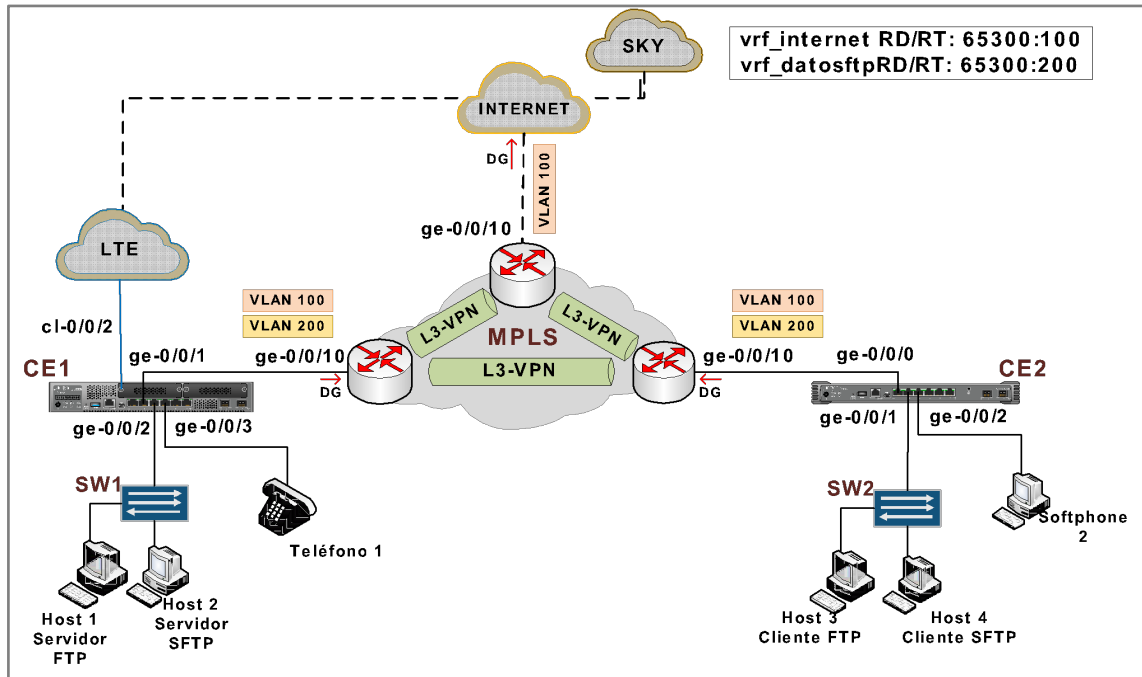 SKY
vrf_internet RD/RT: 65300:100
vrf_datosftpRD/RT: 65300:200
INTERNET
DG
VLAN 100
LTE
ge-0/0/10
VLAN 100
VLAN 200
VLAN 100
VLAN 200
L3-VPN
L3-VPN
MPLS
L3-VPN
cl-0/0/2
ge-0/0/1
ge-0/0/10
ge-0/0/10
ge-0/0/0
CE1
CE2
DG
DG
ge-0/0/2
ge-0/0/3
ge-0/0/1
ge-0/0/2
SW1
SW2
Teléfono 1
Softphone
2
Host 1
Servidor
FTP
Host 2
Servidor
SFTP
Host 3
Cliente FTP
Host 4
Cliente SFTP